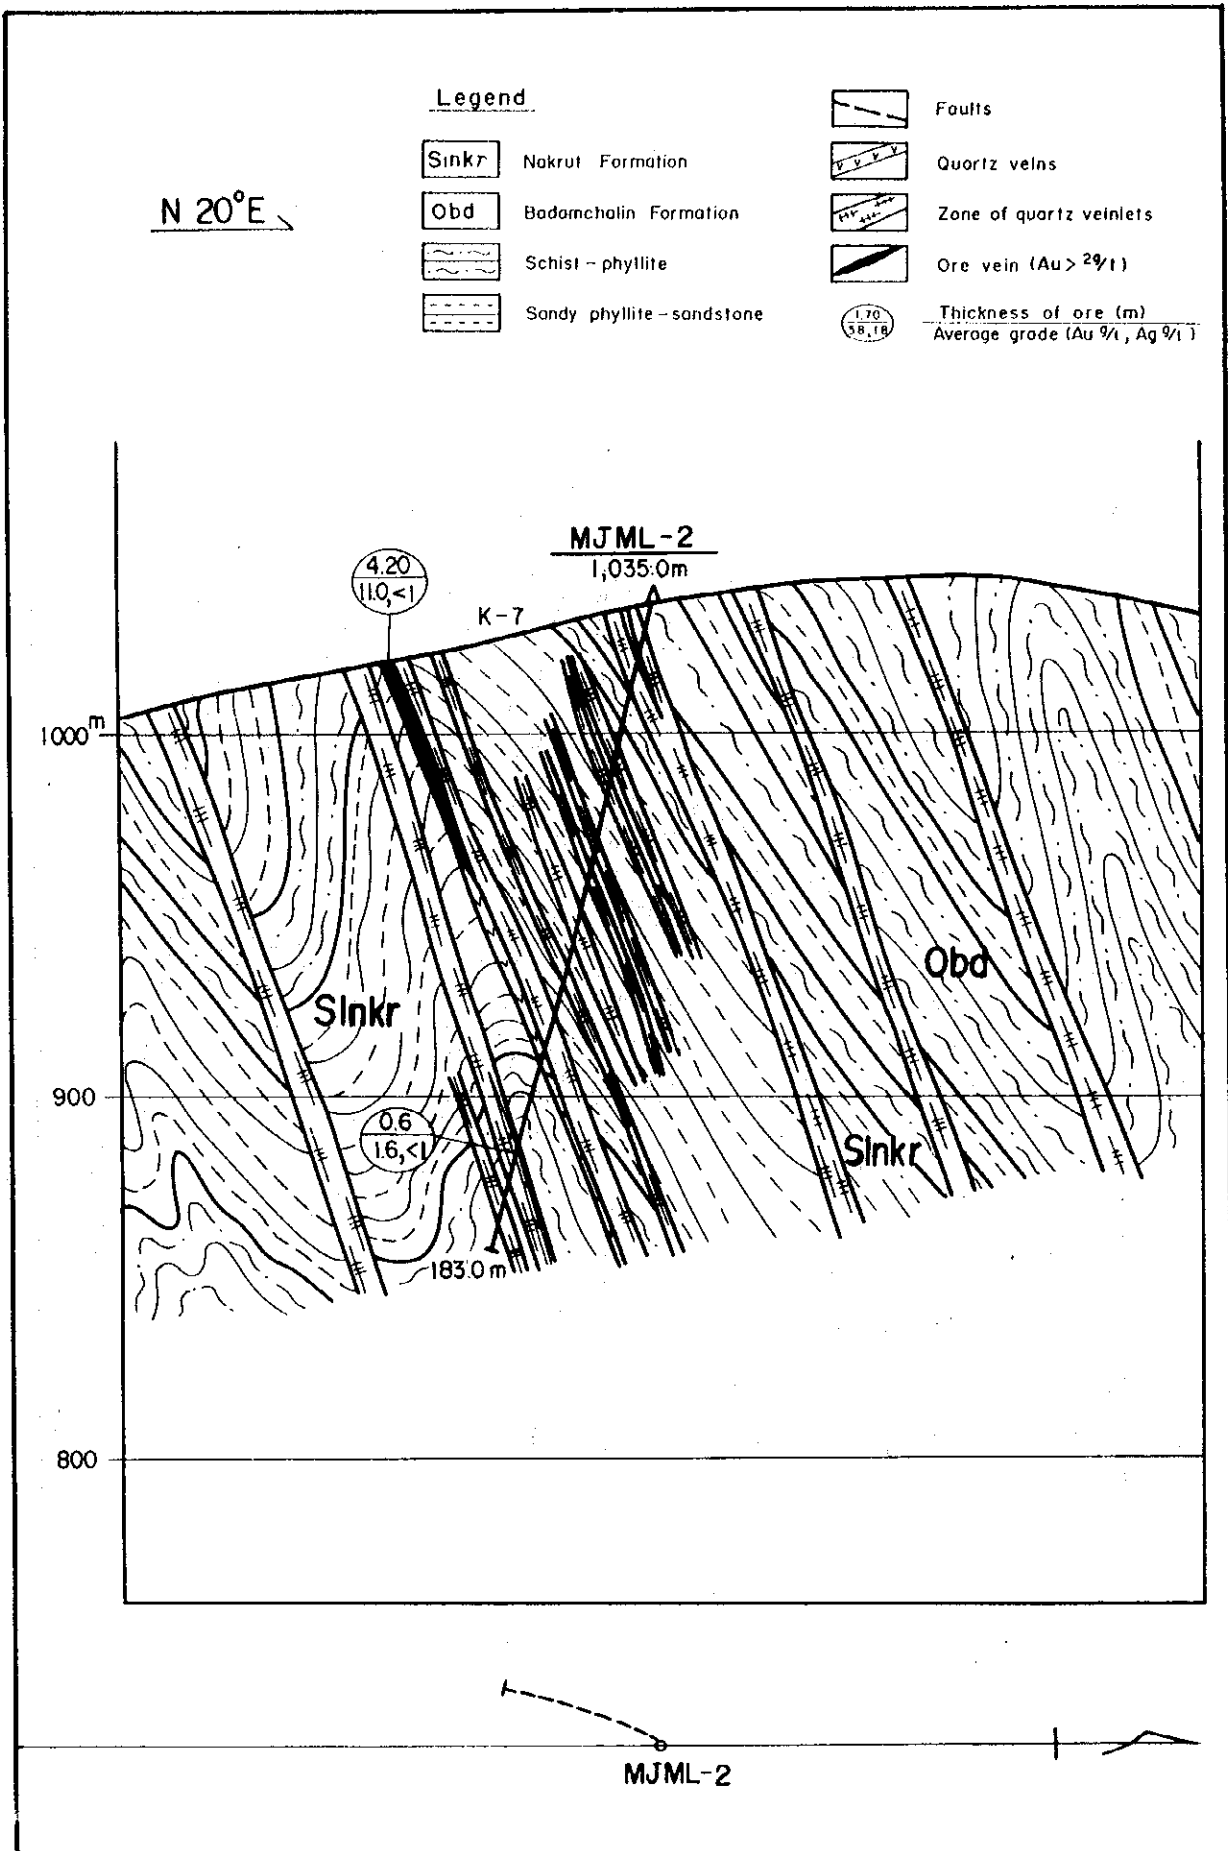 Legend
Sinkr Nakrut Formation
Obd Badamchalin Formation
Schist – phyllite
Sandy phyllite – sandstone
Faults
Quartz veins
Zone of quartz veinlets
Ore vein (Au > 2g/t)
1.70
38,18
Thickness of ore (m)
Average grade (Au g/t, Ag g/t)
N 20°E
MJML-2
1,035.0m
4.20
11.0,<1
K-7
1000m
Obd
SInkr
900
0.6
1.6,<1
SInkr
183.0m
800
MJML-2